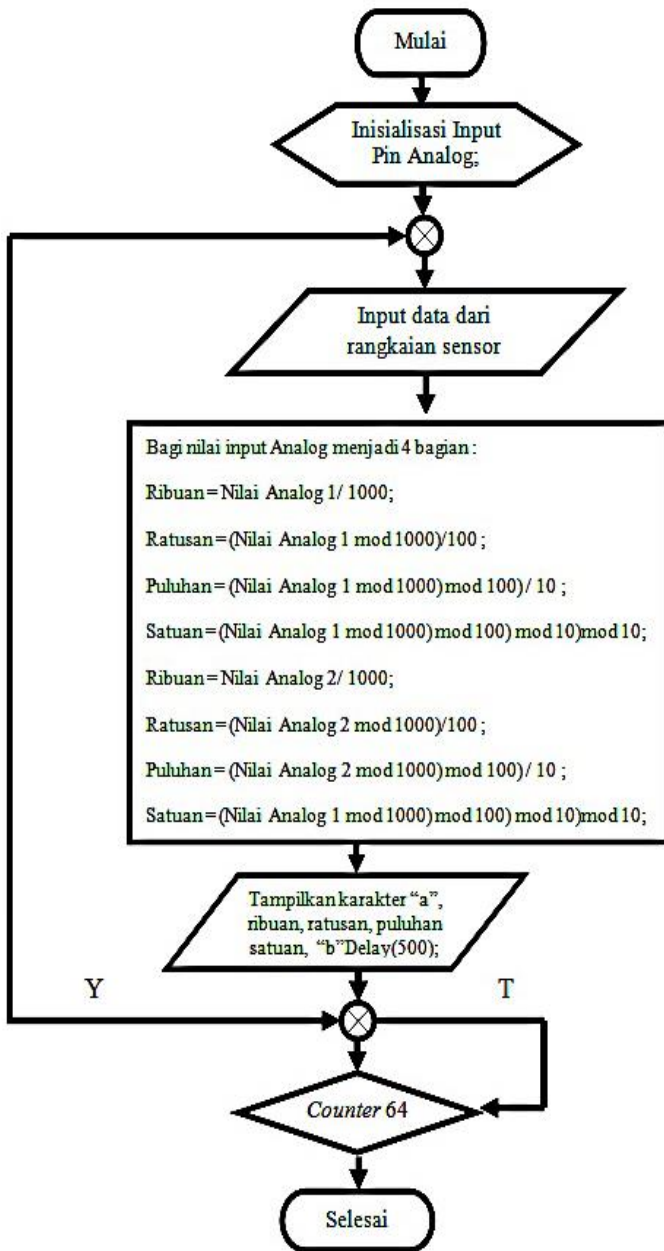 Mulai
Inisialisasi Input
Pin Analog;
Input data dari
rangkaian sensor
Bagi nilai input Analog menjadi 4 bagian :
Ribuan = Nilai Analog 1/ 1000;
Ratusan = (Nilai Analog 1 mod 1000)/100 ;
Puluhan = (Nilai Analog 1 mod 1000) mod 100) / 10 ;
Satuan = (Nilai Analog 1 mod 1000) mod 100) mod 10) mod 10;
Ribuan = Nilai Analog 2/ 1000;
Ratusan = (Nilai Analog 2 mod 1000)/100 ;
Puluhan = (Nilai Analog 2 mod 1000) mod 100) / 10 ;
Satuan = (Nilai Analog 1 mod 1000) mod 100) mod 10) mod 10;
Tampilkan karakter “a”,
ribuan, ratusan, puluhan
satuan, “b”Delay(500);
Y
T
Counter 64
Selesai